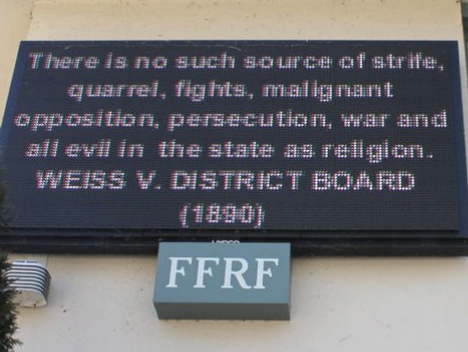 There is no such source of strife,
quarrel, fights, malignant
opposition, persecution, war and
all evil in the state as religion.
WEISS V. DISTRICT BOARD
(1890)
FFRF